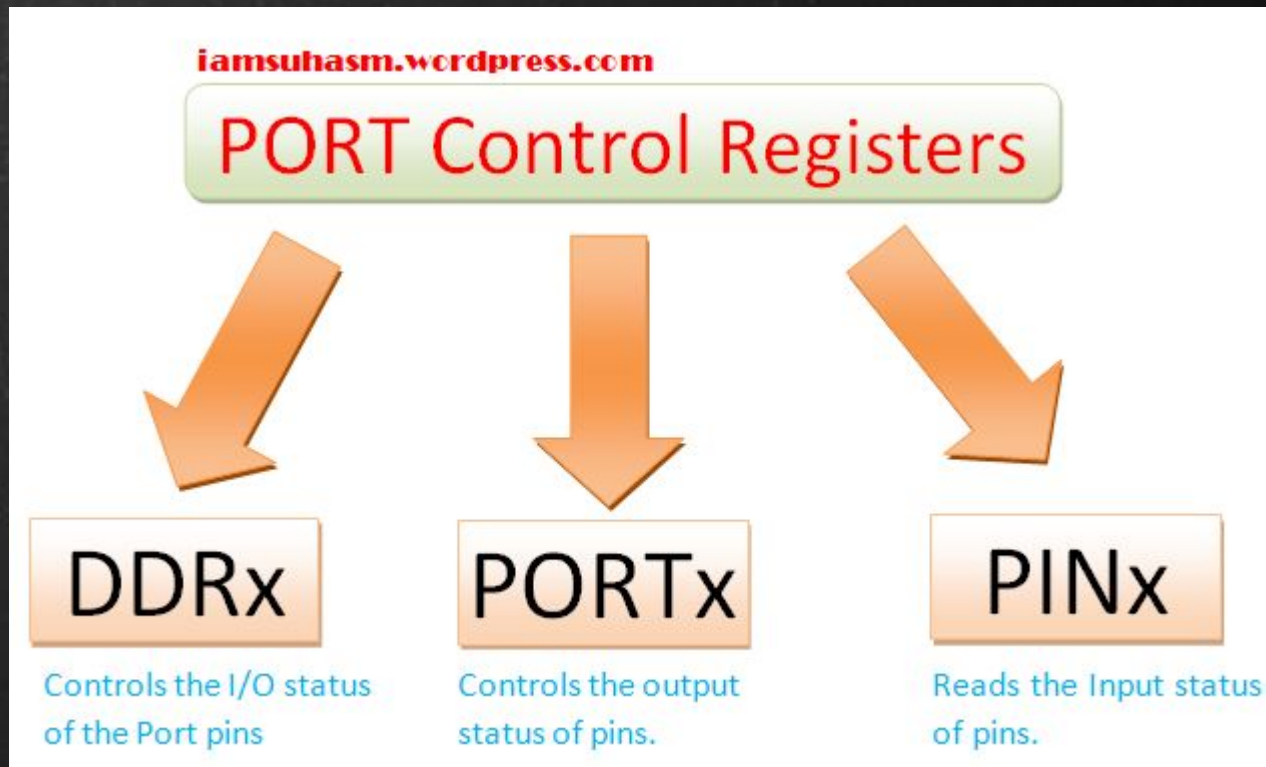 iamsuhasm.wordpress.com
PORT Control Registers
DDRx
PORTx
PINx
Controls the I/O status
of the Port pins
Controls the output
status of pins.
Reads the Input status
of pins.